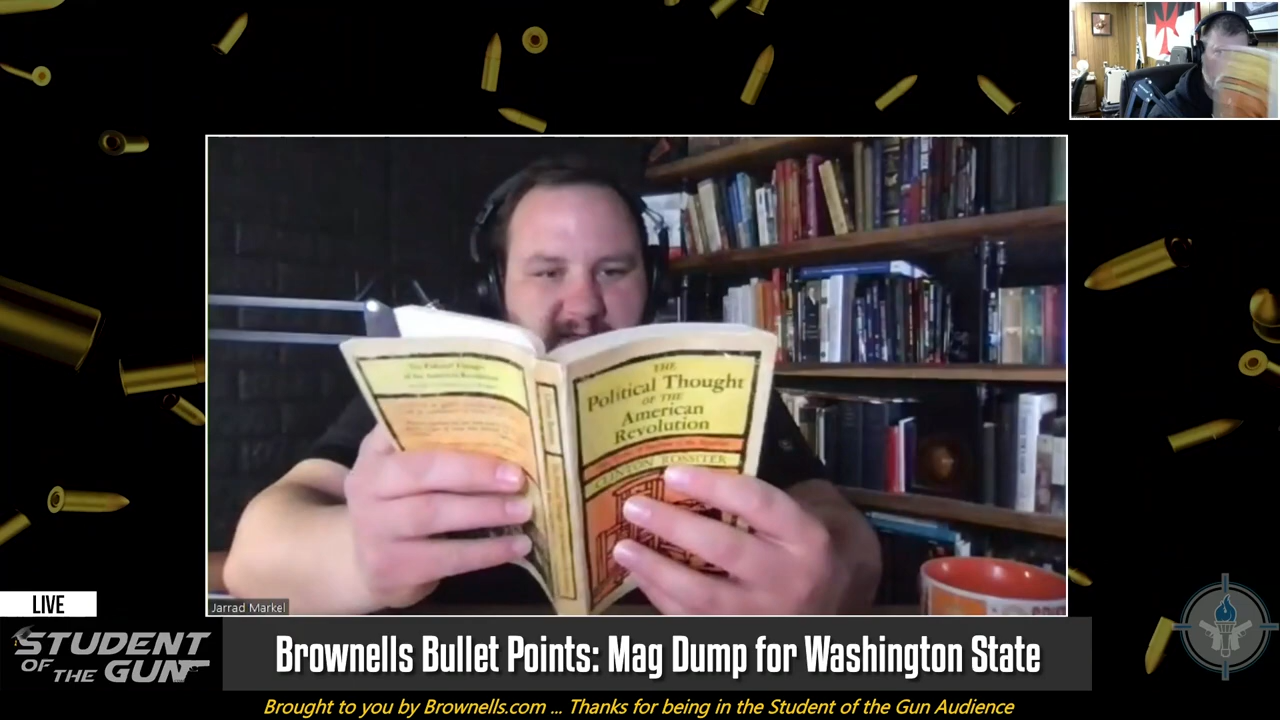 THE
Political Thought
OF THE
American
Revolution
CLINTON ROSSITER
Jarrad Markel
LIVE
STUDENT
OF THE GUN
Brownells Bullet Points: Mag Dump for Washington State
Brought to you by Brownells.com ... Thanks for being in the Student of the Gun Audience